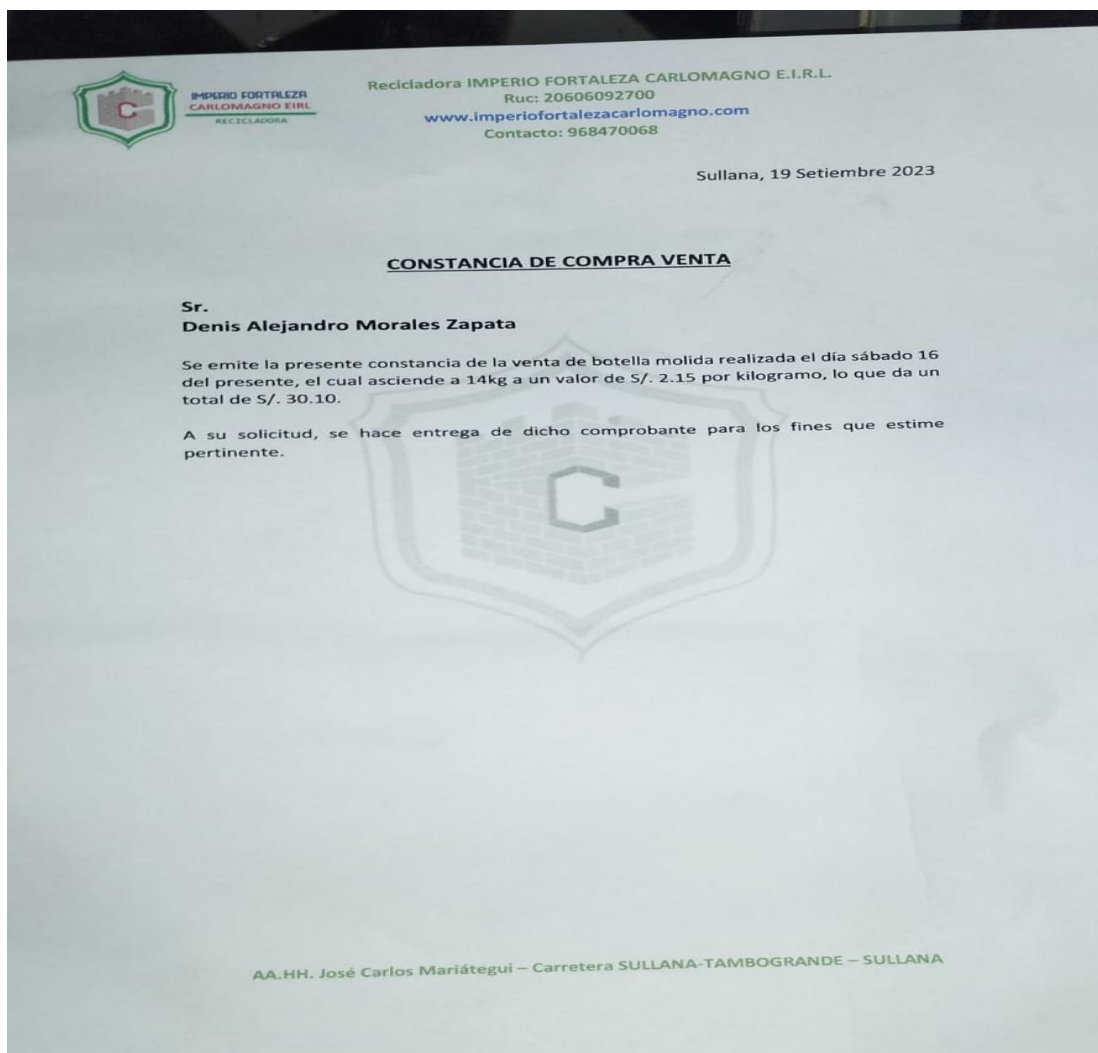 IMPERIO FORTALEZA
CARLOMAGNO EIRL
RECICLADORA
C
Recicladora IMPERIO FORTALEZA CARLOMAGNO E.I.R.L.
Ruc: 20606092700
www.imperiofortalezacarlomagno.com
Contacto: 968470068
Sullana, 19 Setiembre 2023
CONSTANCIA DE COMPRA VENTA
Sr.
Denis Alejandro Morales Zapata
Se emite la presente constancia de la venta de botella molida realizada el día sábado 16
del presente, el cual asciende a 14kg a un valor de S/. 2.15 por kilogramo, lo que da un
total de S/. 30.10.
A su solicitud, se hace entrega de dicho comprobante para los fines que estime
pertinente.
C
AA.HH. José Carlos Mariátegui – Carretera SULLANA-TAMBOGRANDE – SULLANA